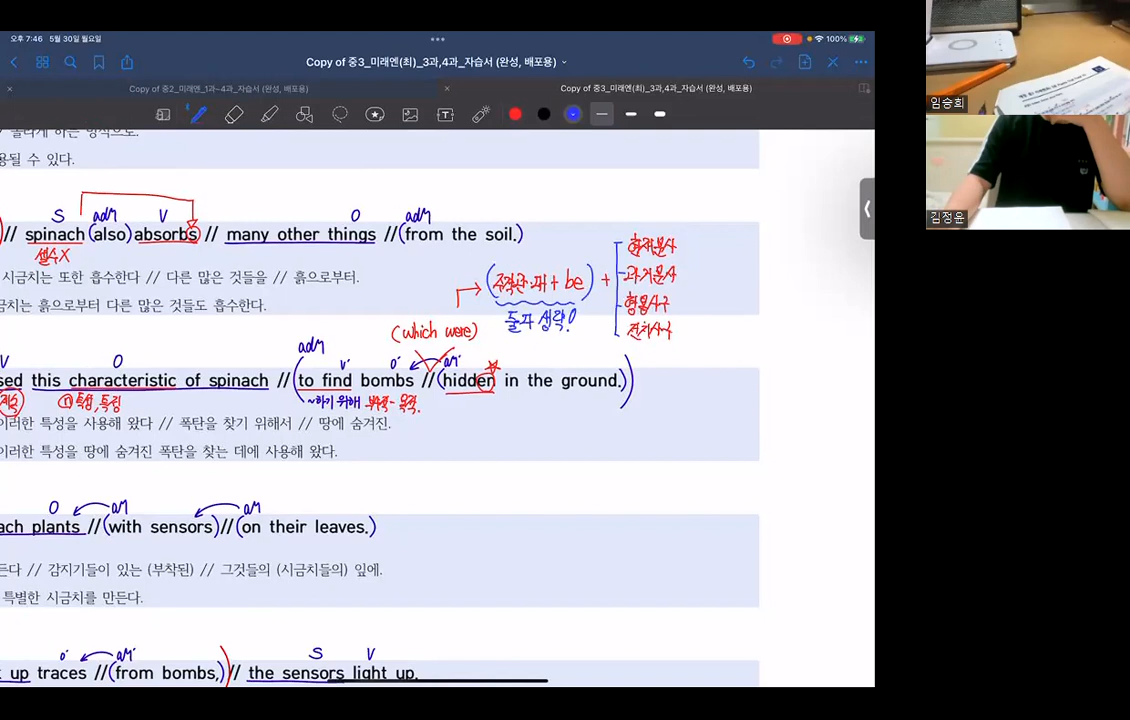 오후 7:46 5월 30일 월요일
100%
Copy of 중3_미래엔(최)_3과,4과_자습서 (완성, 배포용)
Copy of 중2_미래엔_1과~4과_자습서 (완성, 배포용)
Copy of 중3_미래엔(최)_3과,4과_자습서 (완성, 배포용)
용될 수 있다.
S adv V O adv
// spinach (also) absorbs // many other things // (from the soil.)
셀수X
시금치는 또한 흡수한다 // 다른 많은 것들을 // 흙으로부터.
금치는 흙으로부터 다른 많은 것들도 흡수한다.
(주격관.대 + be) +
현재분사
과거분사
형용사구
전치사구
둘다 생략!
(which were)
adv
V O v' o'
sed this characteristic of spinach // (to find bombs // (hidden in the ground.))
ⓝ 특성, 특징 ~하기 위해
이러한 특성을 사용해 왔다 // 폭탄을 찾기 위해서 // 땅에 숨겨진.
이러한 특성을 땅에 숨겨진 폭탄을 찾는 데에 사용해 왔다.
O
ach plants // (with sensors) // (on their leaves.)
든다 // 감지기들이 있는 (부착된) // 그것들의 (시금치들의) 잎에.
특별한 시금치를 만든다.
o' S V
k up traces // (from bombs,) // the sensors light up.
임승희
김정윤